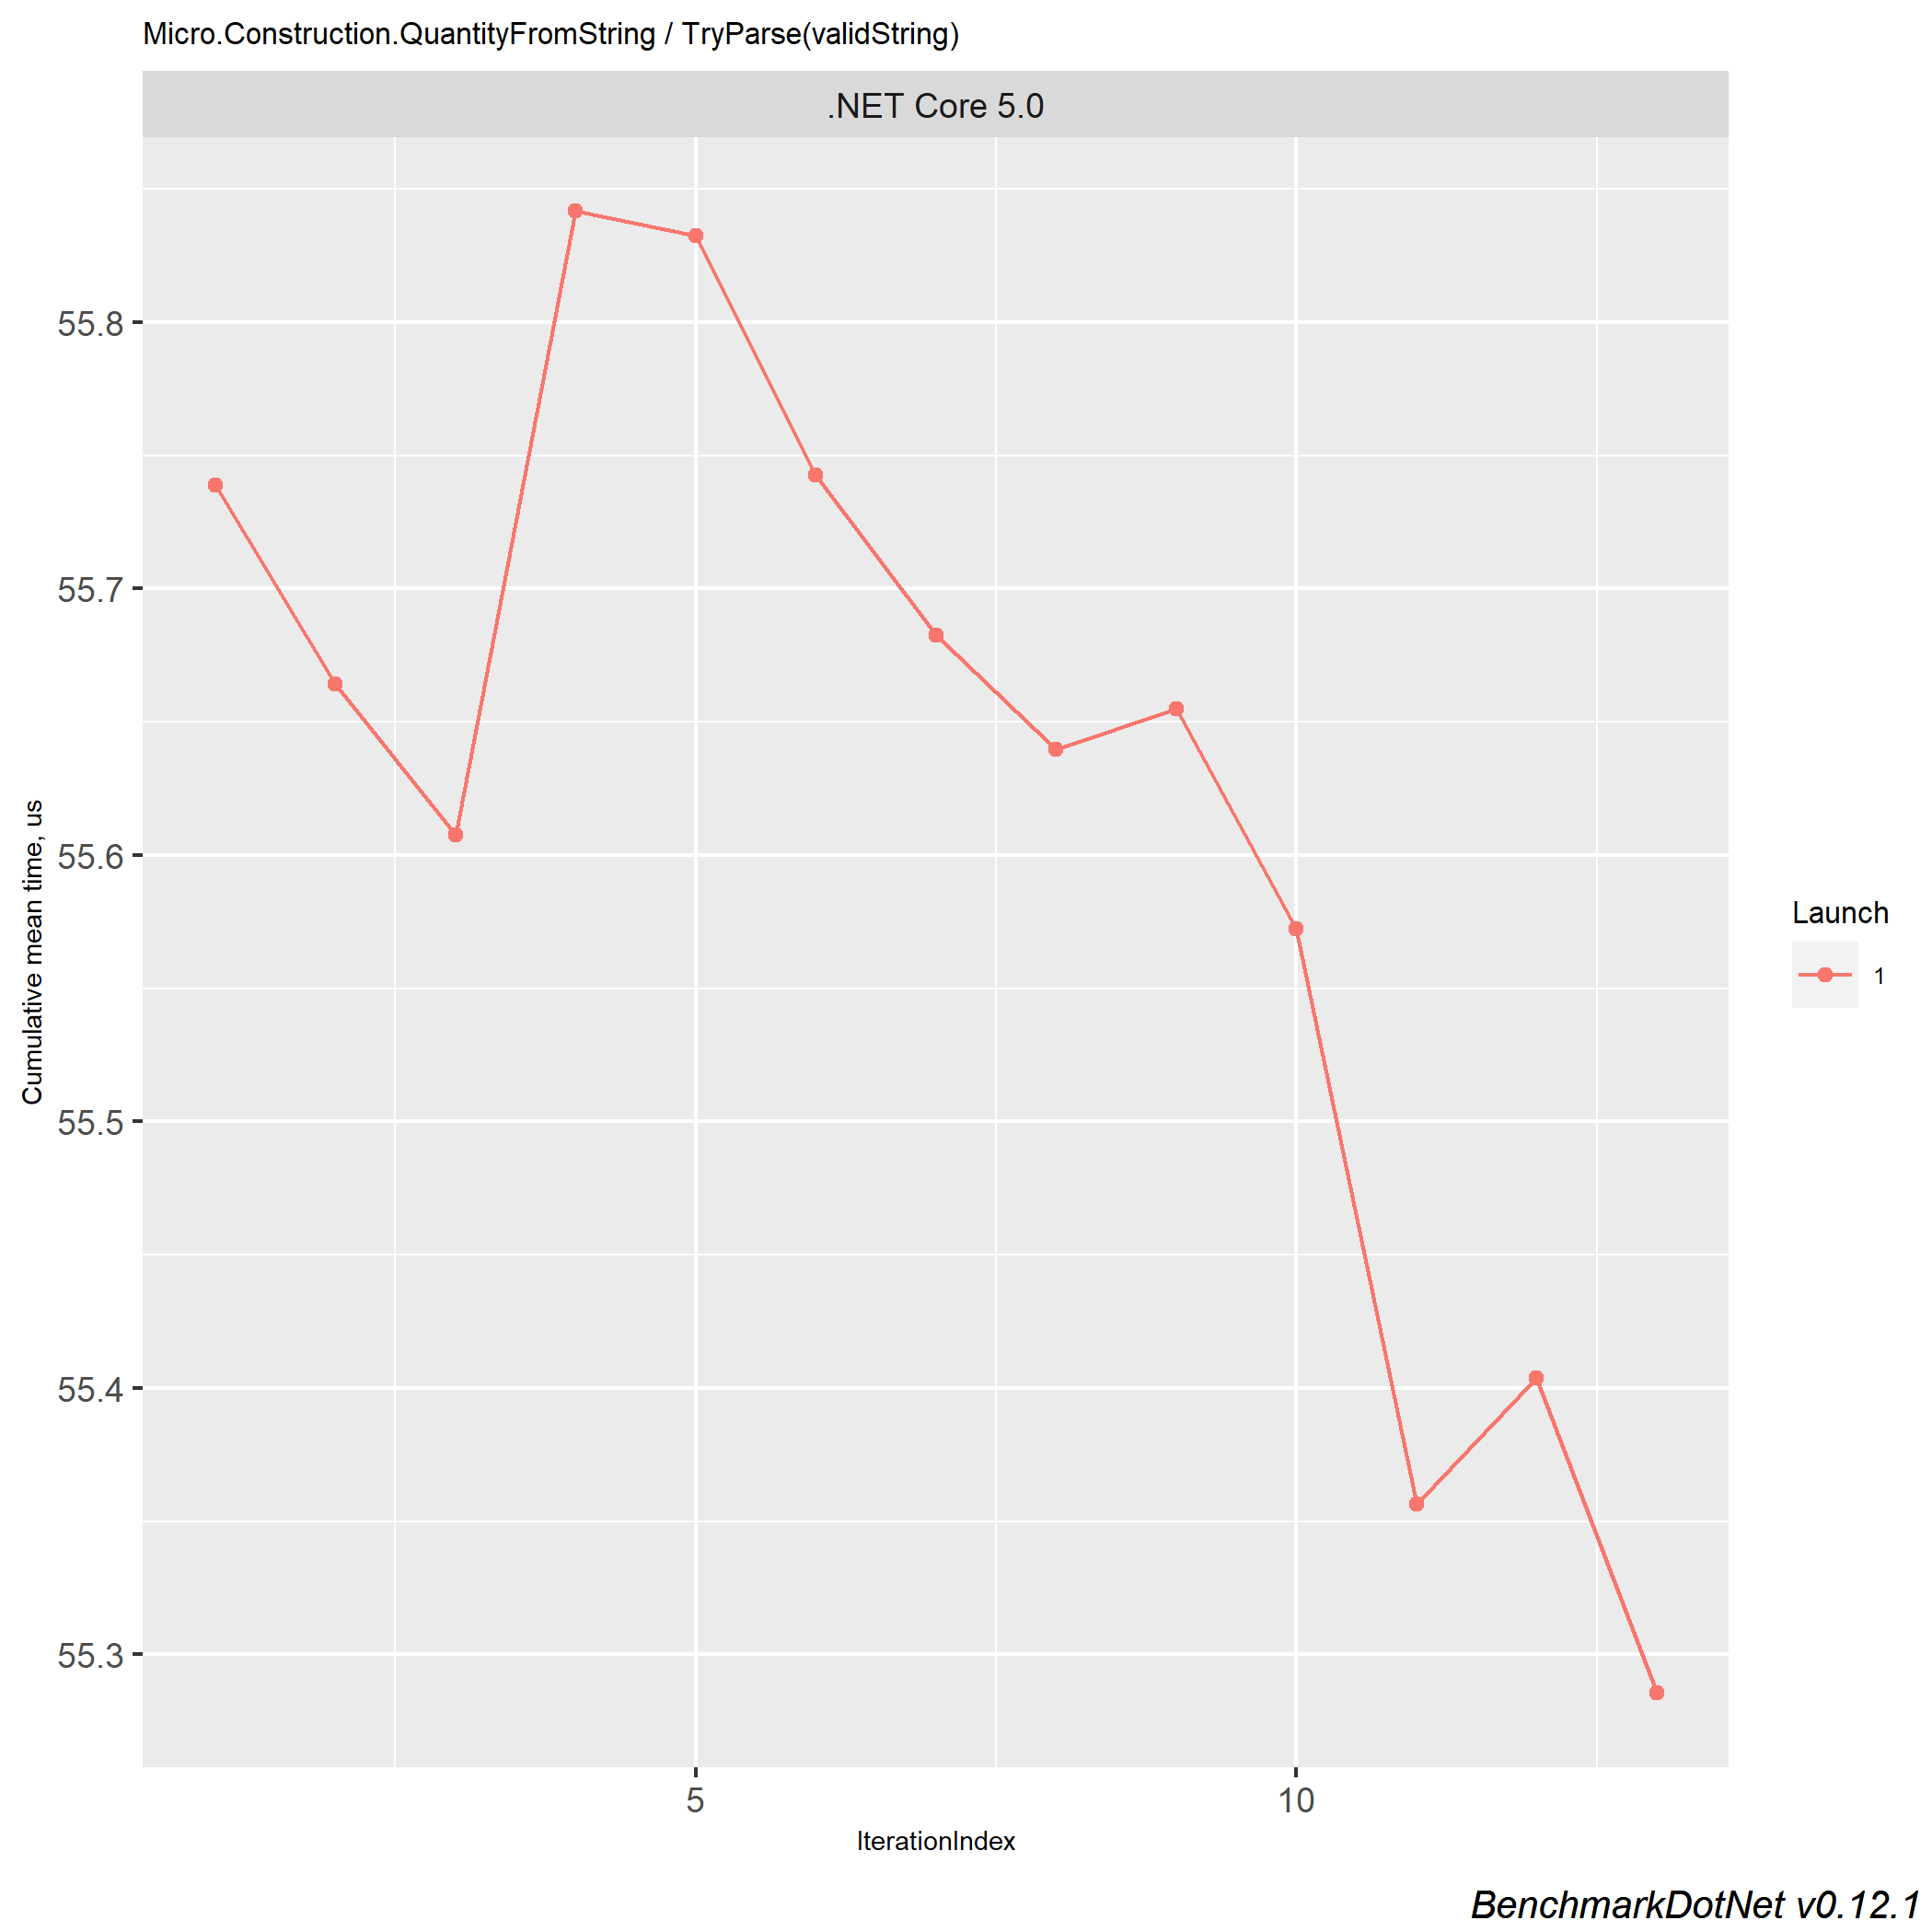 Micro.Construction.QuantityFromString / TryParse(validString)
.NET Core 5.0
55.8
55.7
55.6
55.5
55.4
55.3
Cumulative mean time, us
5
10
IterationIndex
Launch
1
BenchmarkDotNet v0.12.1